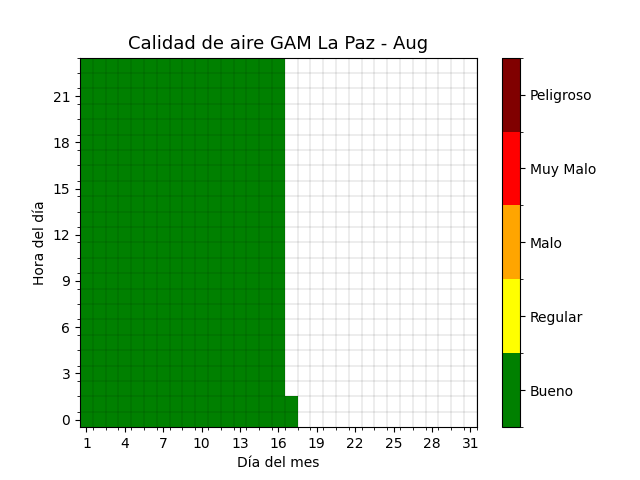 Calidad de aire GAM La Paz - Aug
Hora del día
21
18
15
12
9
6
3
0
1 4 7 10 13 16 19 22 25 28 31
Día del mes
Peligroso
Muy Malo
Malo
Regular
Bueno